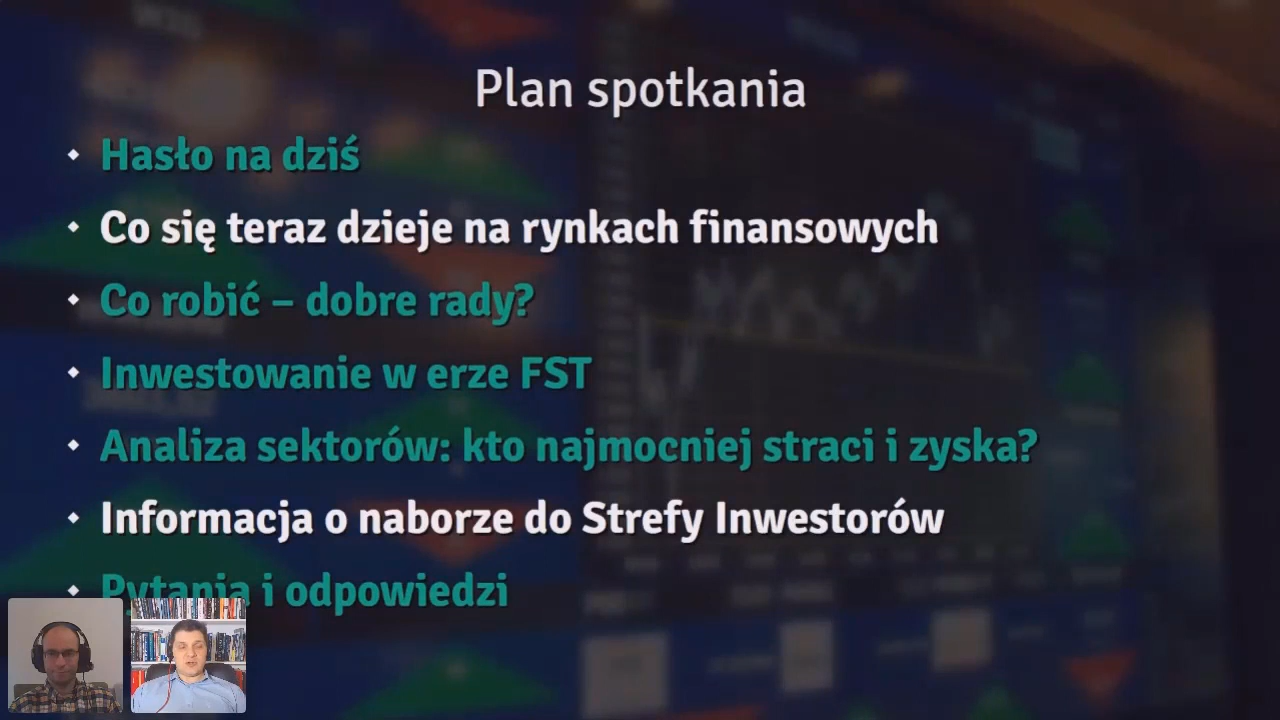 Plan spotkania
Hasło na dziś
Co się teraz dzieje na rynkach finansowych
Co robić – dobre rady?
Inwestowanie w erze FST
Analiza sektorów: kto najmocniej straci i zyska?
Informacja o naborze do Strefy Inwestorów
Pytania i odpowiedzi